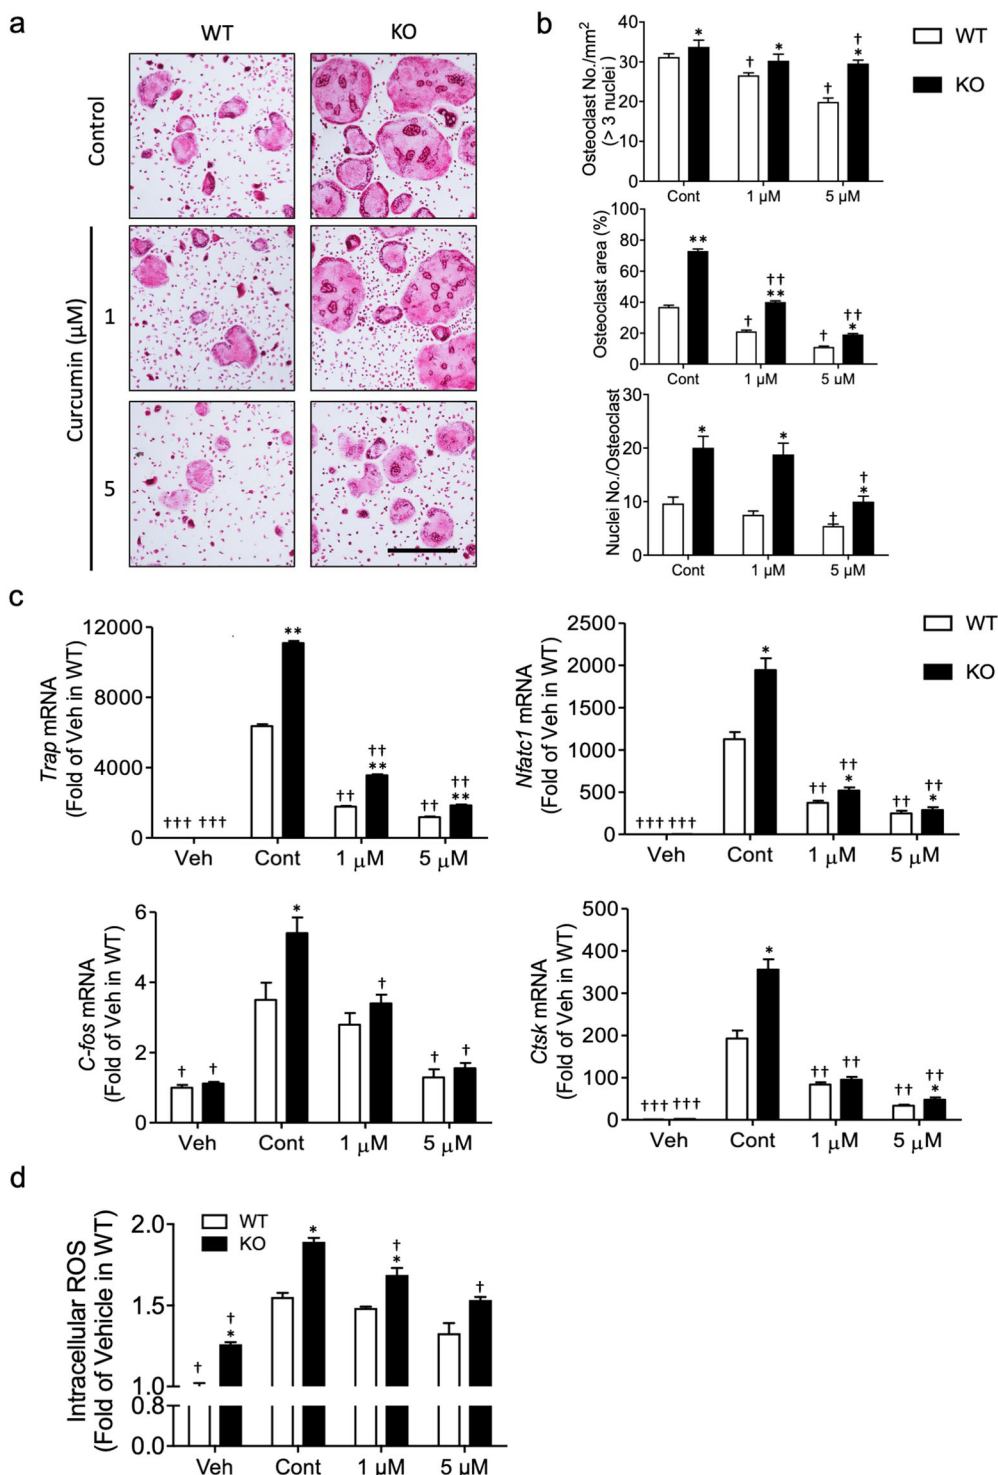 a
WT KO
Control
Curcumin (µM)
1
5
b
Osteoclast No./mm2
(> 3 nuclei )
40
30
20
10
0
* † * † † *
Cont 1 µM 5 µM
WT
KO
Osteoclast area (%)
100
80
60
40
20
0
** † †† ** † †† *
Cont 1 µM 5 uM
Nuclei No./Osteoclast
30
20
10
0
* * † † *
Cont 1 µM 5 µM
c
Trap mRNA
(Fold of Veh in WT)
12000
8000
4000
0
††† ††† ** †† †† ** †† †† **
Veh Cont 1 µM 5 µM
Nfatc1 mRNA
(Fold of Veh in WT)
2500
2000
1500
1000
500
0
††† ††† * †† †† * †† †† *
Veh Cont 1 µM 5 µM
WT
KO
C-fos mRNA
(Fold of Veh in WT)
6
4
2
0
† † * † † †
Veh Cont 1 µM 5 µM
Ctsk mRNA
(Fold of Veh in WT)
500
400
300
200
100
0
††† ††† * †† †† †† †† *
Veh Cont 1 µM 5 µM
d
Intracellular ROS
(Fold of Vehicle in WT)
2.0
1.5
1.0
0.8
0.0
WT
KO
† † * * † * †
Veh Cont 1 µM 5 µM